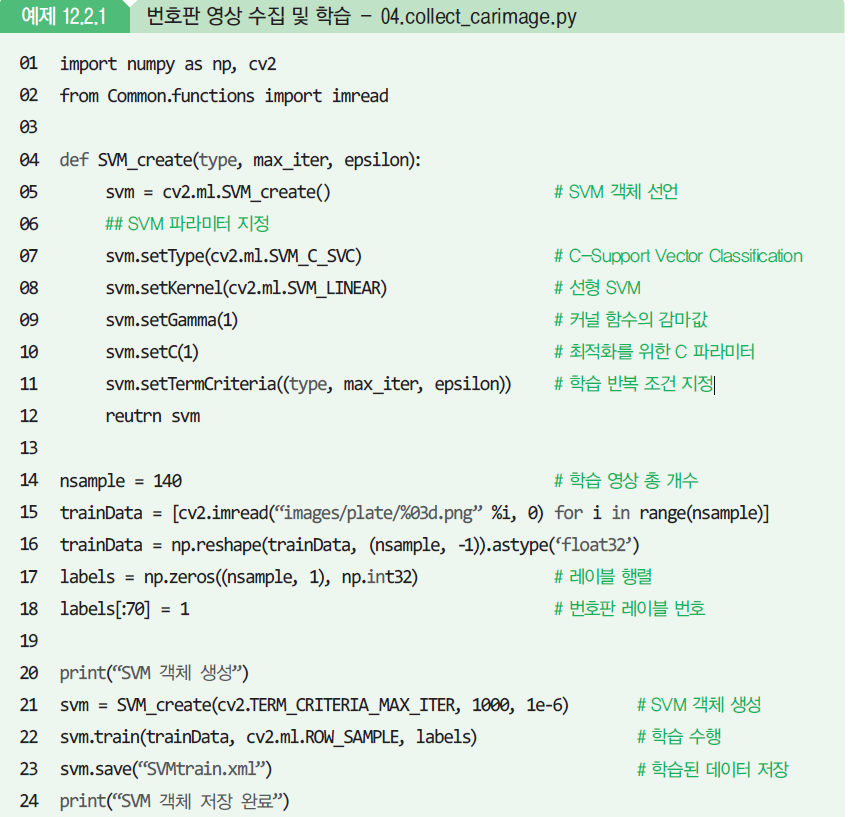 예제 12.2.1 번호판 영상 수집 및 학습 – 04.collect_carimage.py
01 import numpy as np, cv2
02 from Common.functions import imread
03
04 def SVM_create(type, max_iter, epsilon):
05 svm = cv2.ml.SVM_create() # SVM 객체 선언
06 ## SVM 파라미터 지정
07 svm.setType(cv2.ml.SVM_C_SVC) # C-Support Vector Classification
08 svm.setKernel(cv2.ml.SVM_LINEAR) # 선형 SVM
09 svm.setGamma(1) # 커널 함수의 감마값
10 svm.setC(1) # 최적화를 위한 C 파라미터
11 svm.setTermCriteria((type, max_iter, epsilon)) # 학습 반복 조건 지정
12 reutrn svm
13
14 nsample = 140 # 학습 영상 총 개수
15 trainData = [cv2.imread(“images/plate/%03d.png” %i, 0) for i in range(nsample)]
16 trainData = np.reshape(trainData, (nsample, -1)).astype(‘float32’)
17 labels = np.zeros((nsample, 1), np.int32) # 레이블 행렬
18 labels[:70] = 1 # 번호판 레이블 번호
19
20 print(“SVM 객체 생성”)
21 svm = SVM_create(cv2.TERM_CRITERIA_MAX_ITER, 1000, 1e-6) # SVM 객체 생성
22 svm.train(trainData, cv2.ml.ROW_SAMPLE, labels) # 학습 수행
23 svm.save(“SVMtrain.xml”) # 학습된 데이터 저장
24 print(“SVM 객체 저장 완료”)